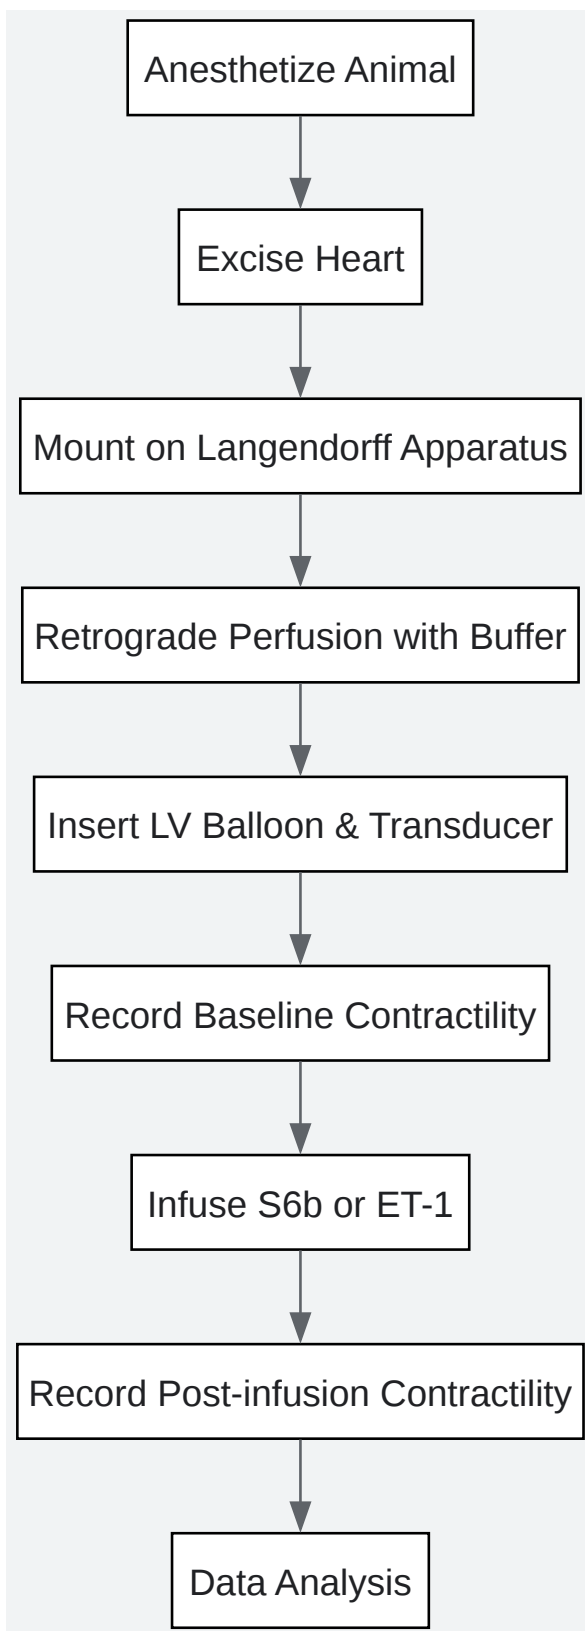 Anesthetize Animal
Excise Heart
Mount on Langendorff Apparatus
Retrograde Perfusion with Buffer
Insert LV Balloon & Transducer
Record Baseline Contractility
Infuse S6b or ET-1
Record Post-infusion Contractility
Data Analysis